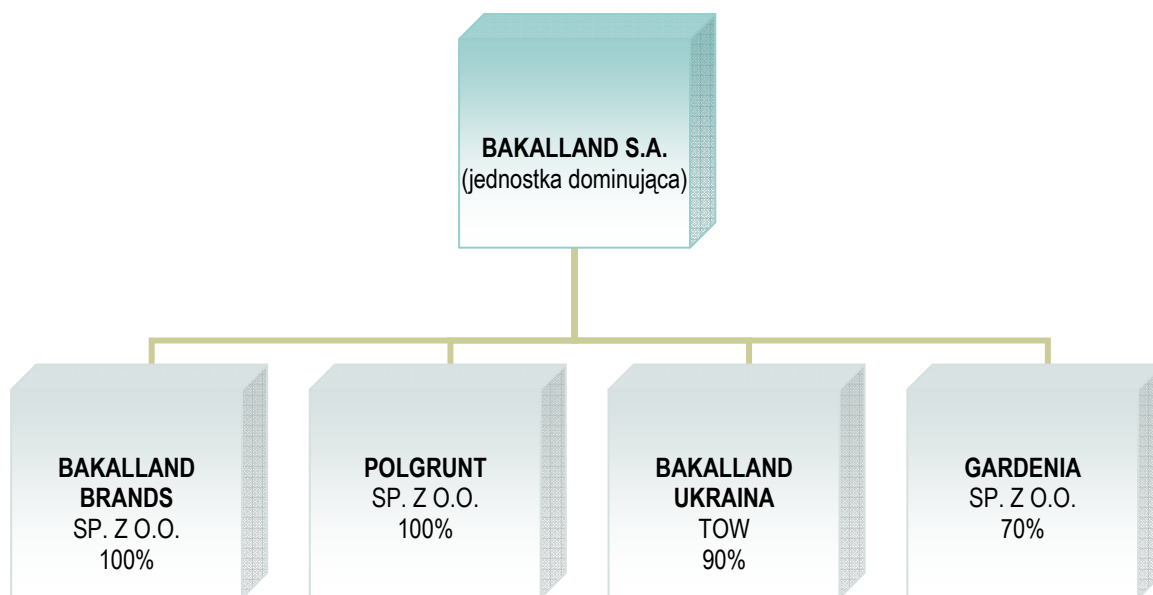 BAKALLAND S.A.
(jednostka dominująca)
BAKALLAND
BRANDS
SP. Z O.O.
100%
POLGRUNT
SP. Z O.O.
100%
BAKALLAND
UKRAINA
TOW
90%
GARDENIA
SP. Z O.O.
70%